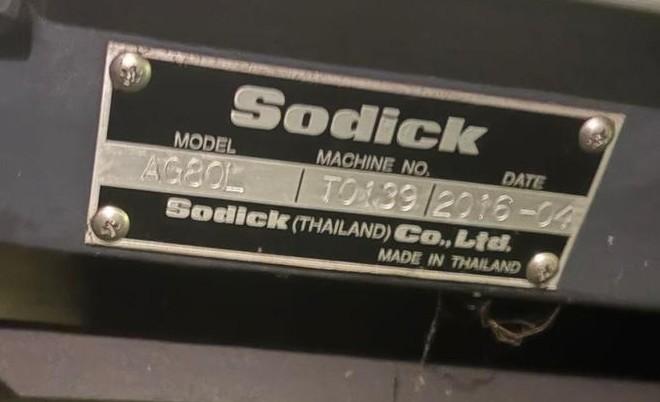 Sodick
MODEL MACHINE NO. DATE
AG80L T0139 2016-04
Sodick (THAILAND) Co., Ltd.
MADE IN THAILAND